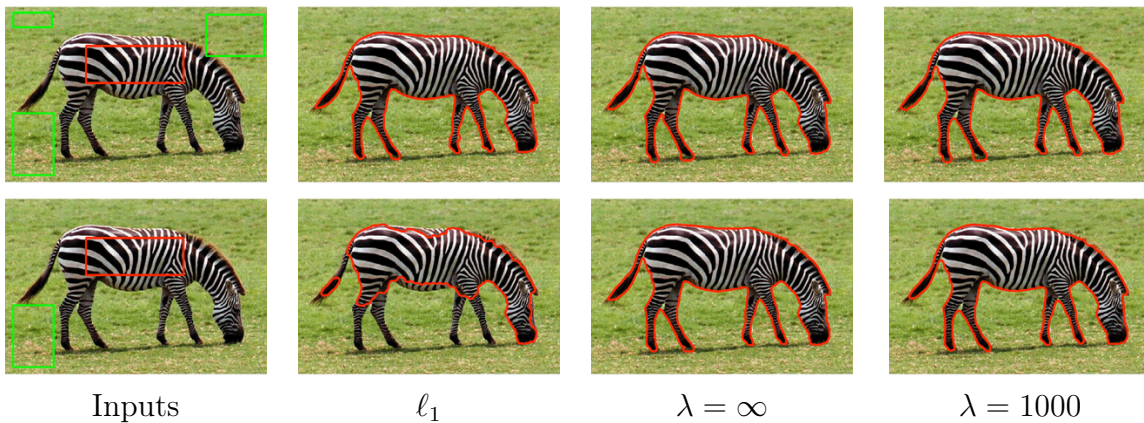 Inputs ℓ₁ λ = ∞ λ = 1000